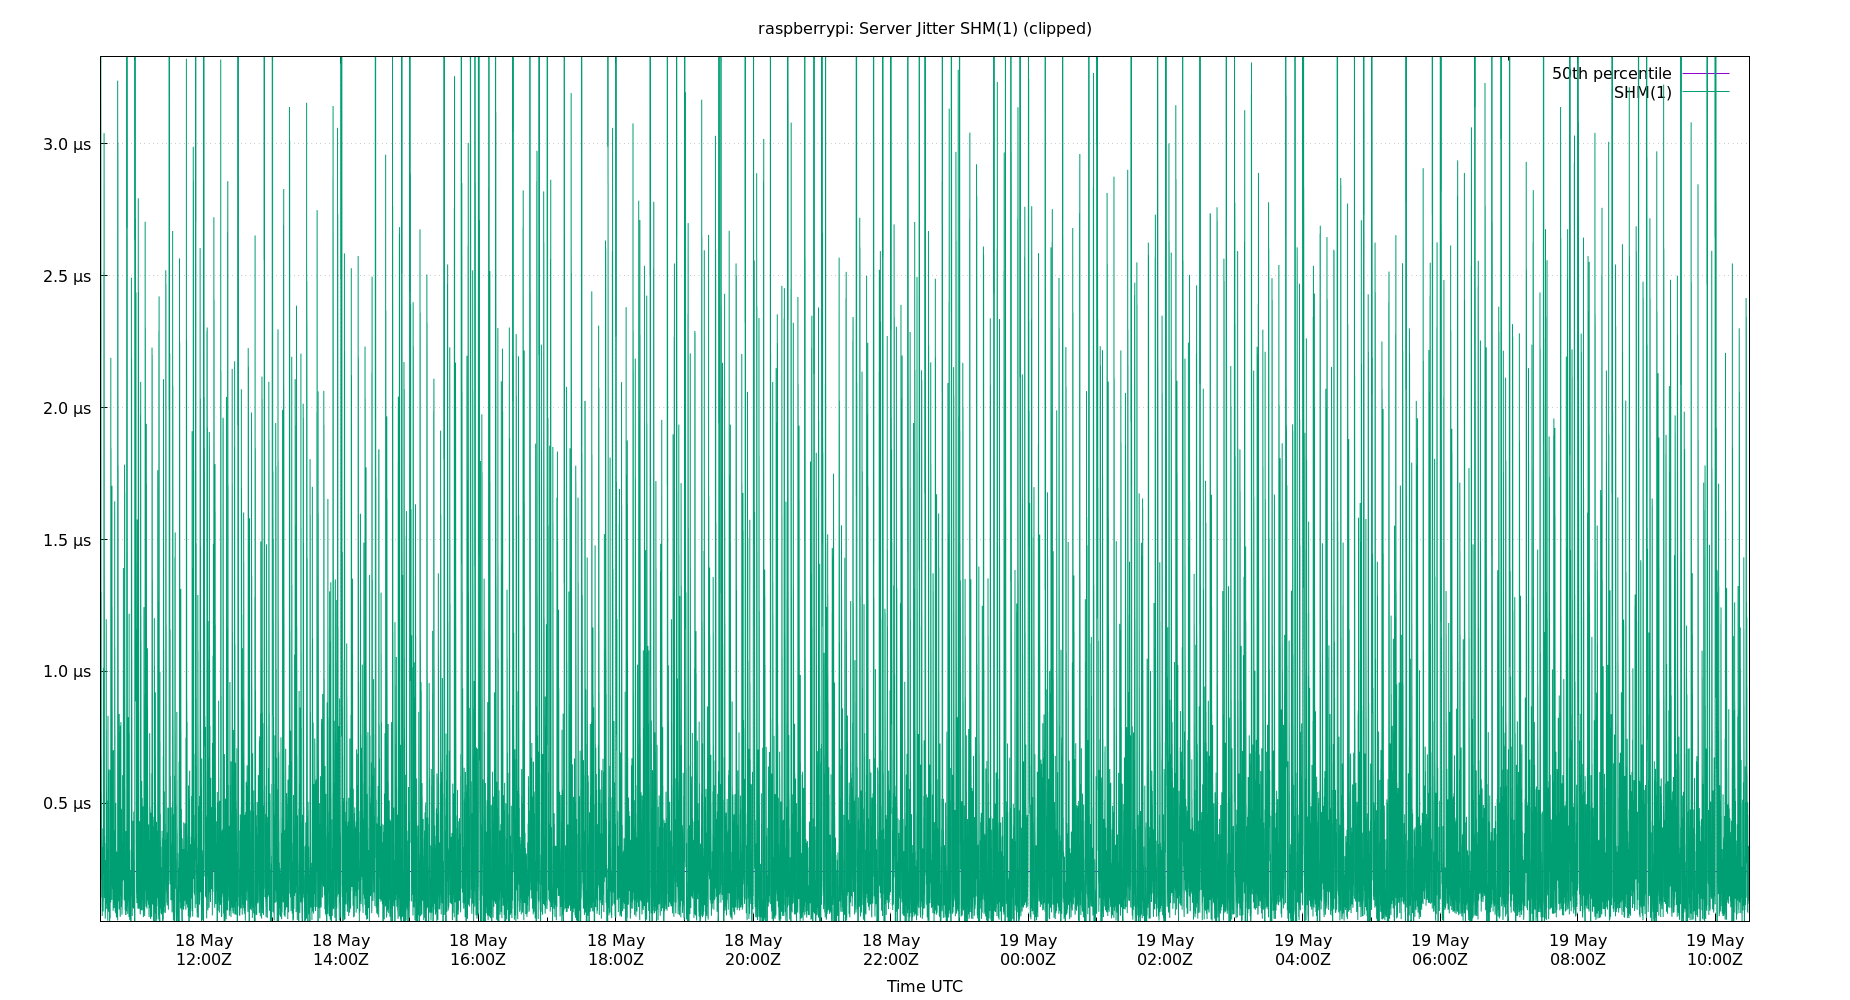 raspberrypi: Server Jitter SHM(1) (clipped)
50th percentile
SHM(1)
3.0 µs
2.5 µs
2.0 µs
1.5 µs
1.0 µs
0.5 µs
18 May 18 May 18 May 18 May 18 May 18 May 19 May 19 May 19 May 19 May 19 May 19 May
12:00Z 14:00Z 16:00Z 18:00Z 20:00Z 22:00Z 00:00Z 02:00Z 04:00Z 06:00Z 08:00Z 10:00Z
Time UTC